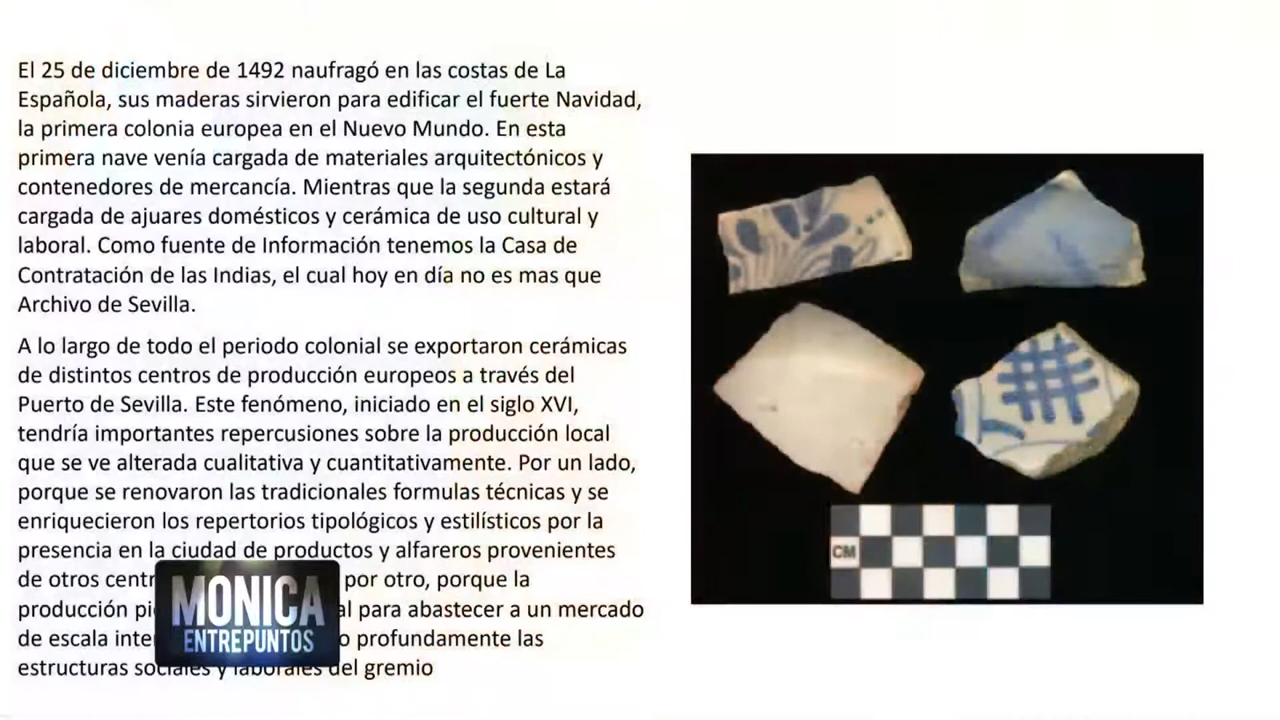 El 25 de diciembre de 1492 naufragó en las costas de La
Española, sus maderas sirvieron para edificar el fuerte Navidad,
la primera colonia europea en el Nuevo Mundo. En esta
primera nave venía cargada de materiales arquitectónicos y
contenedores de mercancía. Mientras que la segunda estará
cargada de ajuares domésticos y cerámica de uso cultural y
laboral. Como fuente de Información tenemos la Casa de
Contratación de las Indias, el cual hoy en día no es mas que
Archivo de Sevilla.
A lo largo de todo el periodo colonial se exportaron cerámicas
de distintos centros de producción europeos a través del
Puerto de Sevilla. Este fenómeno, iniciado en el siglo XVI,
tendría importantes repercusiones sobre la producción local
que se ve alterada cualitativa y cuantitativamente. Por un lado,
porque se renovaron las tradicionales formulas técnicas y se
enriquecieron los repertorios tipológicos y estilísticos por la
presencia en la ciudad de productos y alfareros provenientes
de otros por otro, porque la
producción para abastecer a un mercado
de escala profundamente las
estructuras sociales y laborales del gremio
MONICA
ENTREPUNTOS
CM